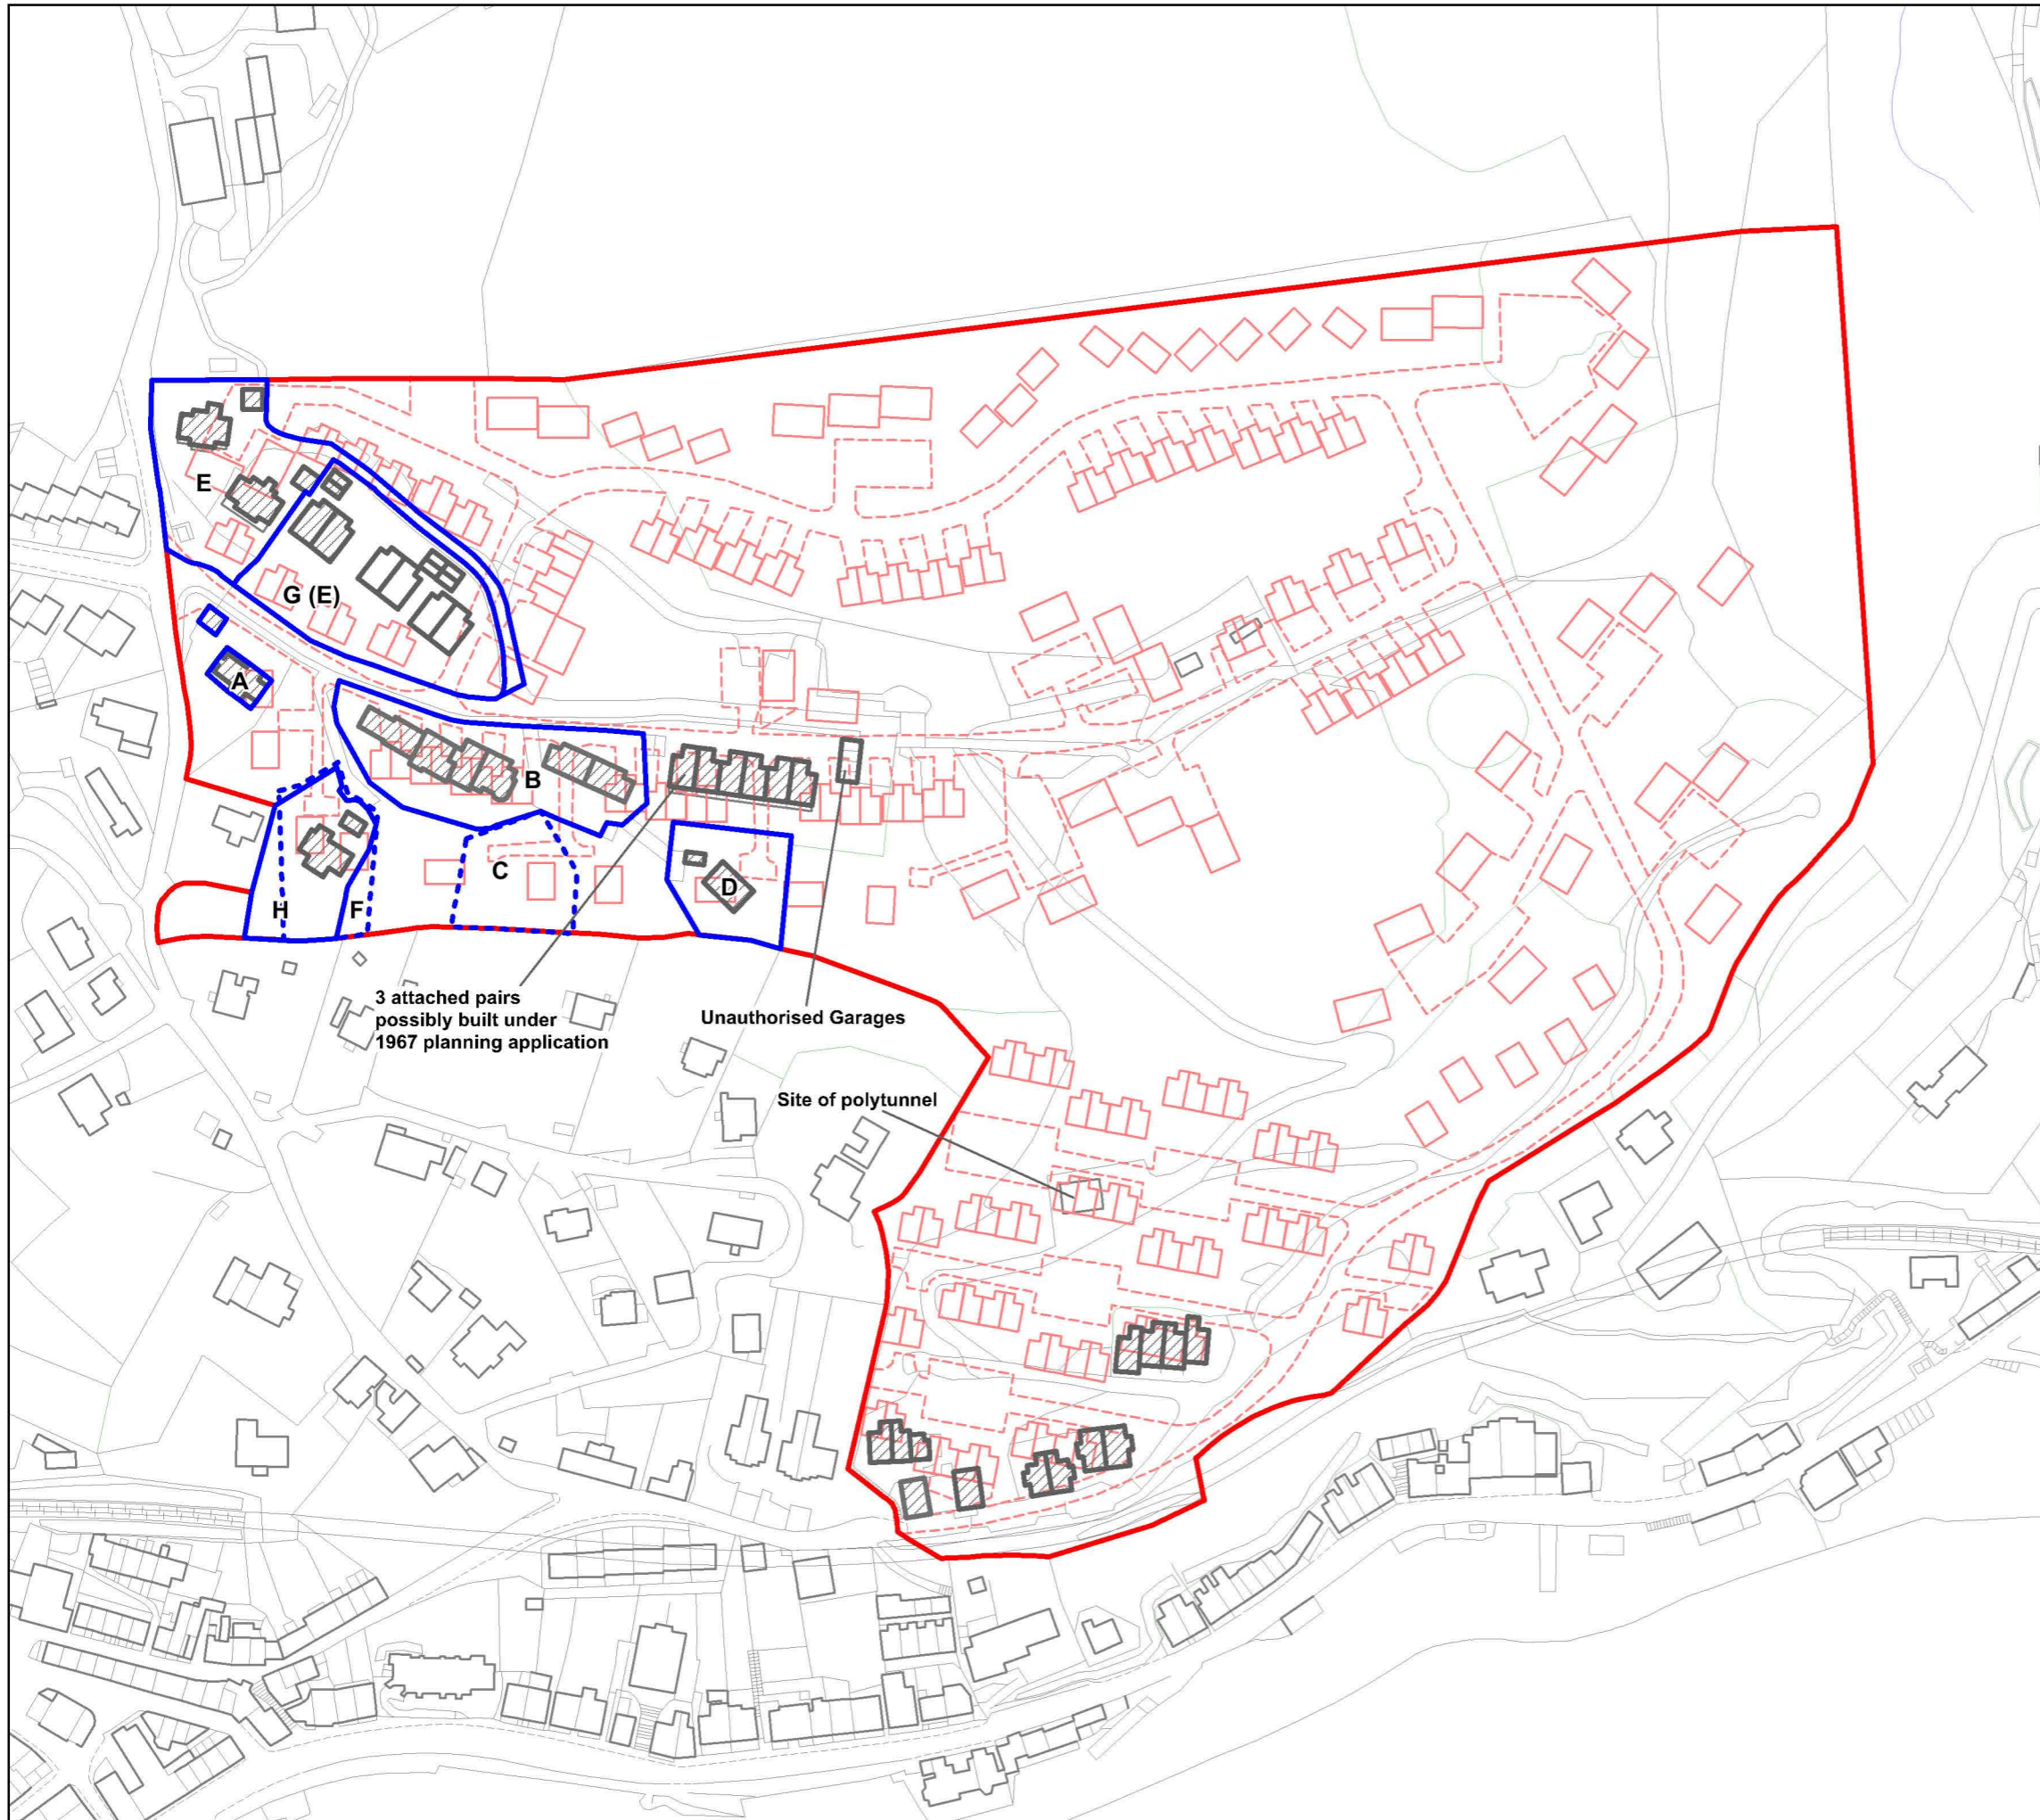 E
G (E)
A
B
C
D
H
F
3 attached pairs
possibly built under
1967 planning application
Unauthorised Garages
Site of polytunnel